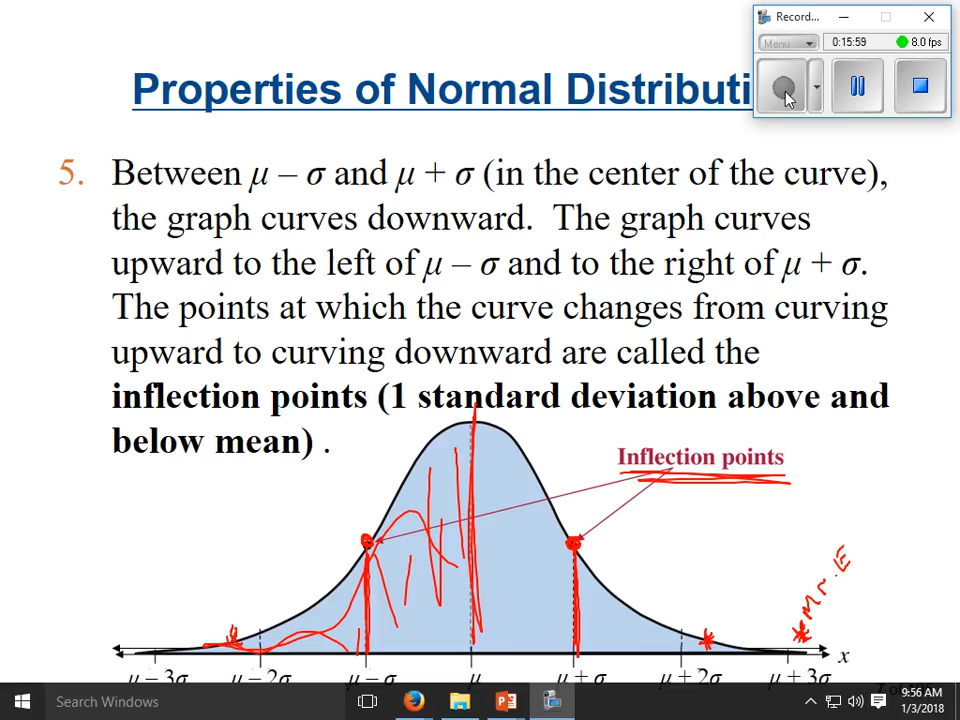 Record...
Menu
0:15:59
8.0 fps
Properties of Normal Distributi
5. Between μ – σ and μ + σ (in the center of the curve),
the graph curves downward. The graph curves
upward to the left of μ – σ and to the right of μ + σ.
The points at which the curve changes from curving
upward to curving downward are called the
inflection points (1 standard deviation above and
below mean) .
Inflection points
Mr. E
x
μ – 3σ μ – 2σ μ – σ μ μ + σ μ + 2σ μ + 3σ
Search Windows
9:56 AM
1/3/2018